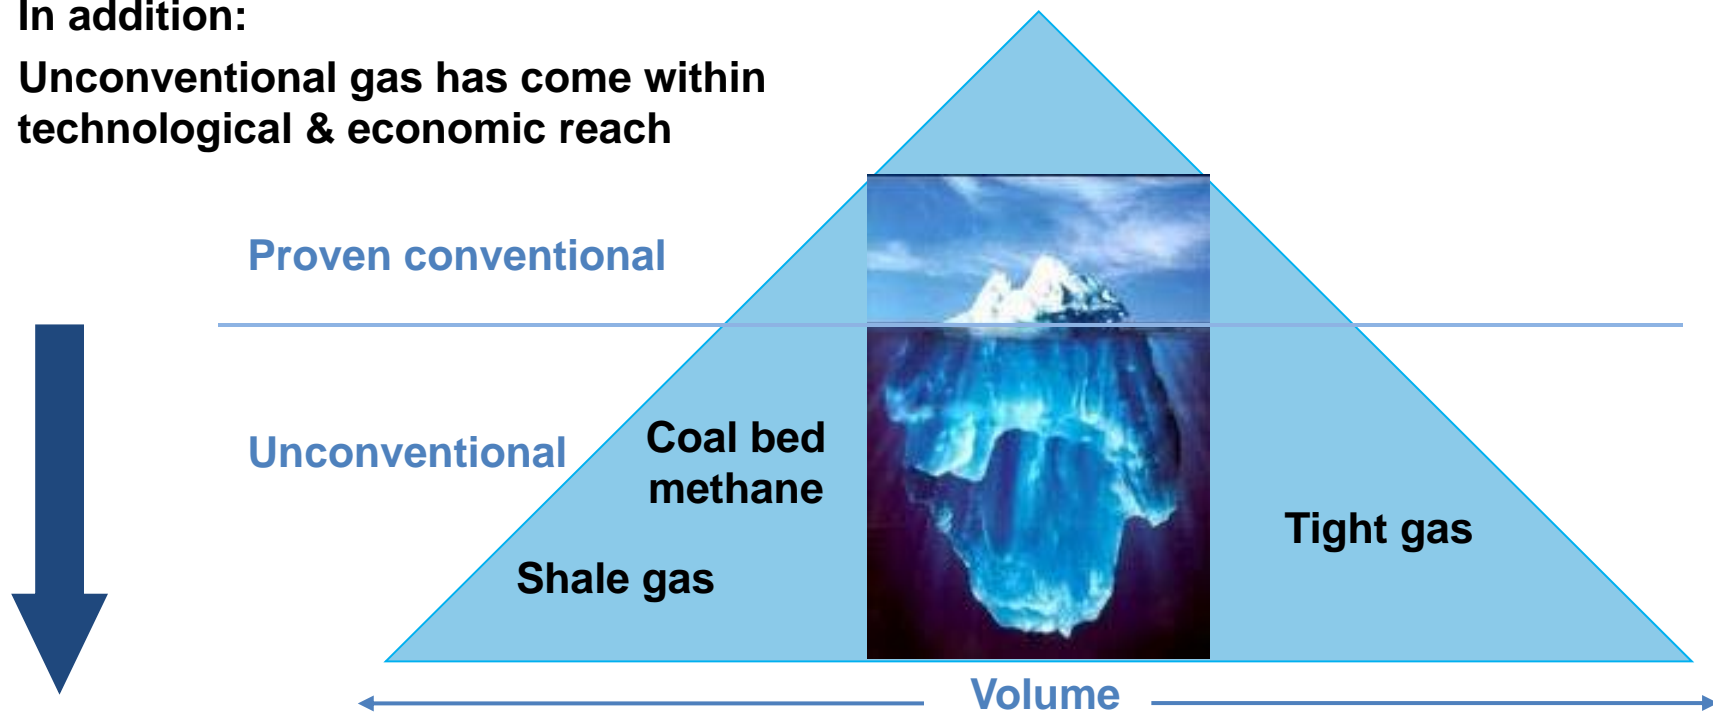 In addition:
Unconventional gas has come within
technological & economic reach
Proven conventional
Unconventional
Coal bed
methane
Tight gas
Shale gas
Volume